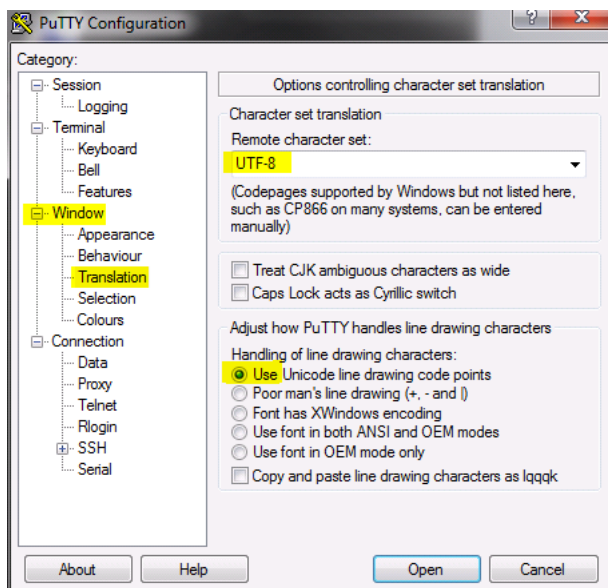 PuTTY Configuration
Category:
Session
Logging
Terminal
Keyboard
Bell
Features
Window
Appearance
Behaviour
Translation
Selection
Colours
Connection
Data
Proxy
Telnet
Rlogin
SSH
Serial
Options controlling character set translation
Character set translation
Remote character set:
UTF-8
(Codepages supported by Windows but not listed here,
such as CP866 on many systems, can be entered
manually)
Treat CJK ambiguous characters as wide
Caps Lock acts as Cyrillic switch
Adjust how PuTTY handles line drawing characters
Handling of line drawing characters:
Use Unicode line drawing code points
Poor man's line drawing (+, - and |)
Font has XWindows encoding
Use font in both ANSI and OEM modes
Use font in OEM mode only
Copy and paste line drawing characters as lqqqk
About
Help
Open
Cancel